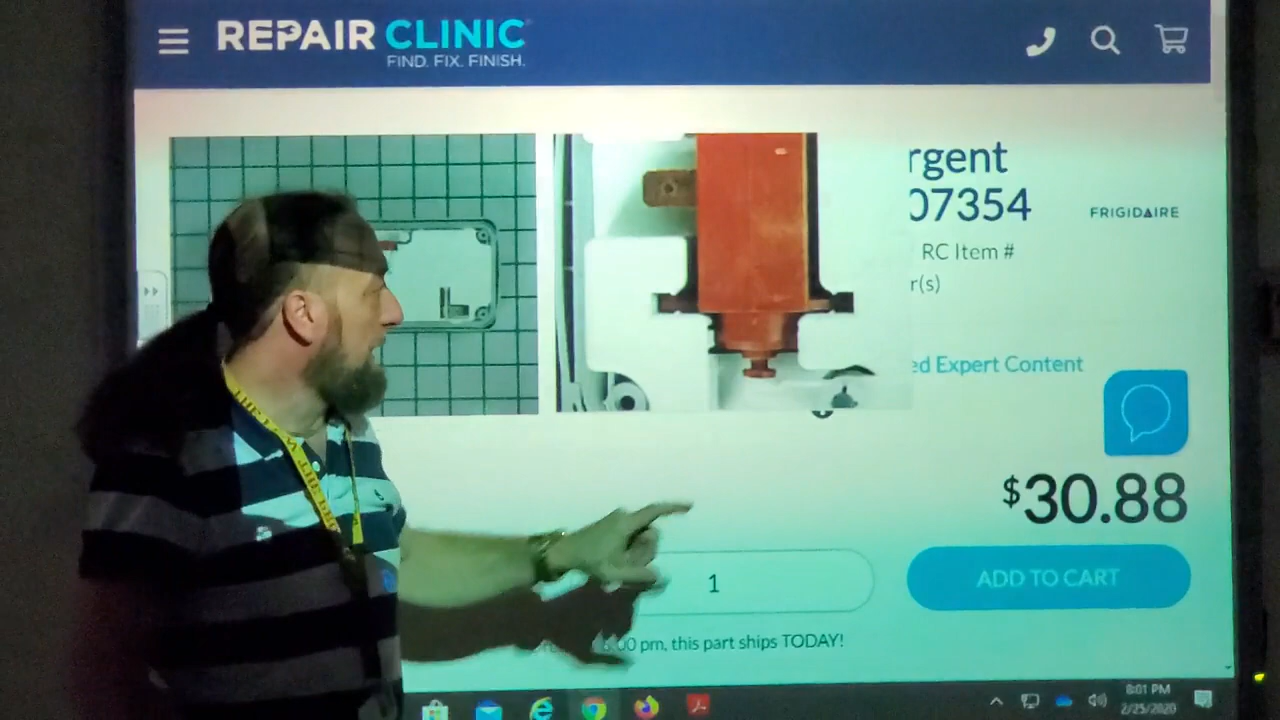 REPAIR CLINIC
FIND. FIX. FINISH.
rgent
07354
FRIGIDAIRE
RC Item #
r(s)
ed Expert Content
$30.88
1
ADD TO CART
pm, this part ships TODAY!
8:01 PM
2/25/2020